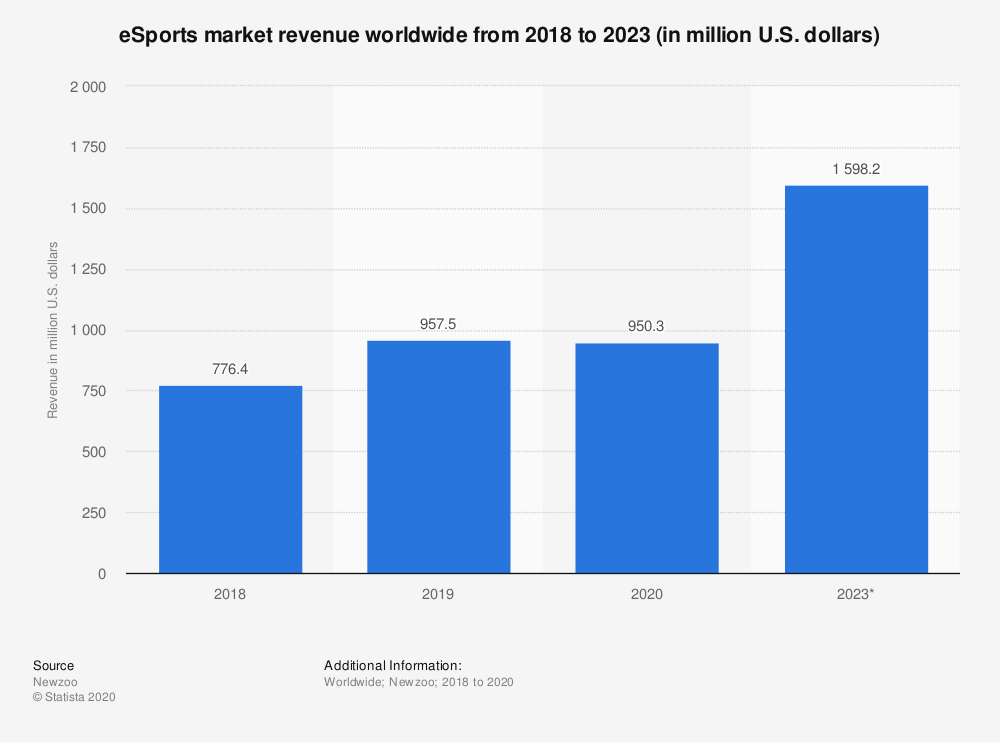 eSports market revenue worldwide from 2018 to 2023 (in million U.S. dollars)
Revenue in million U.S. dollars
2 000
1 750
1 500
1 250
1 000
750
500
250
0
776.4
957.5
950.3
1 598.2
2018
2019
2020
2023*
Source
Newzoo
© Statista 2020
Additional Information:
Worldwide; Newzoo; 2018 to 2020